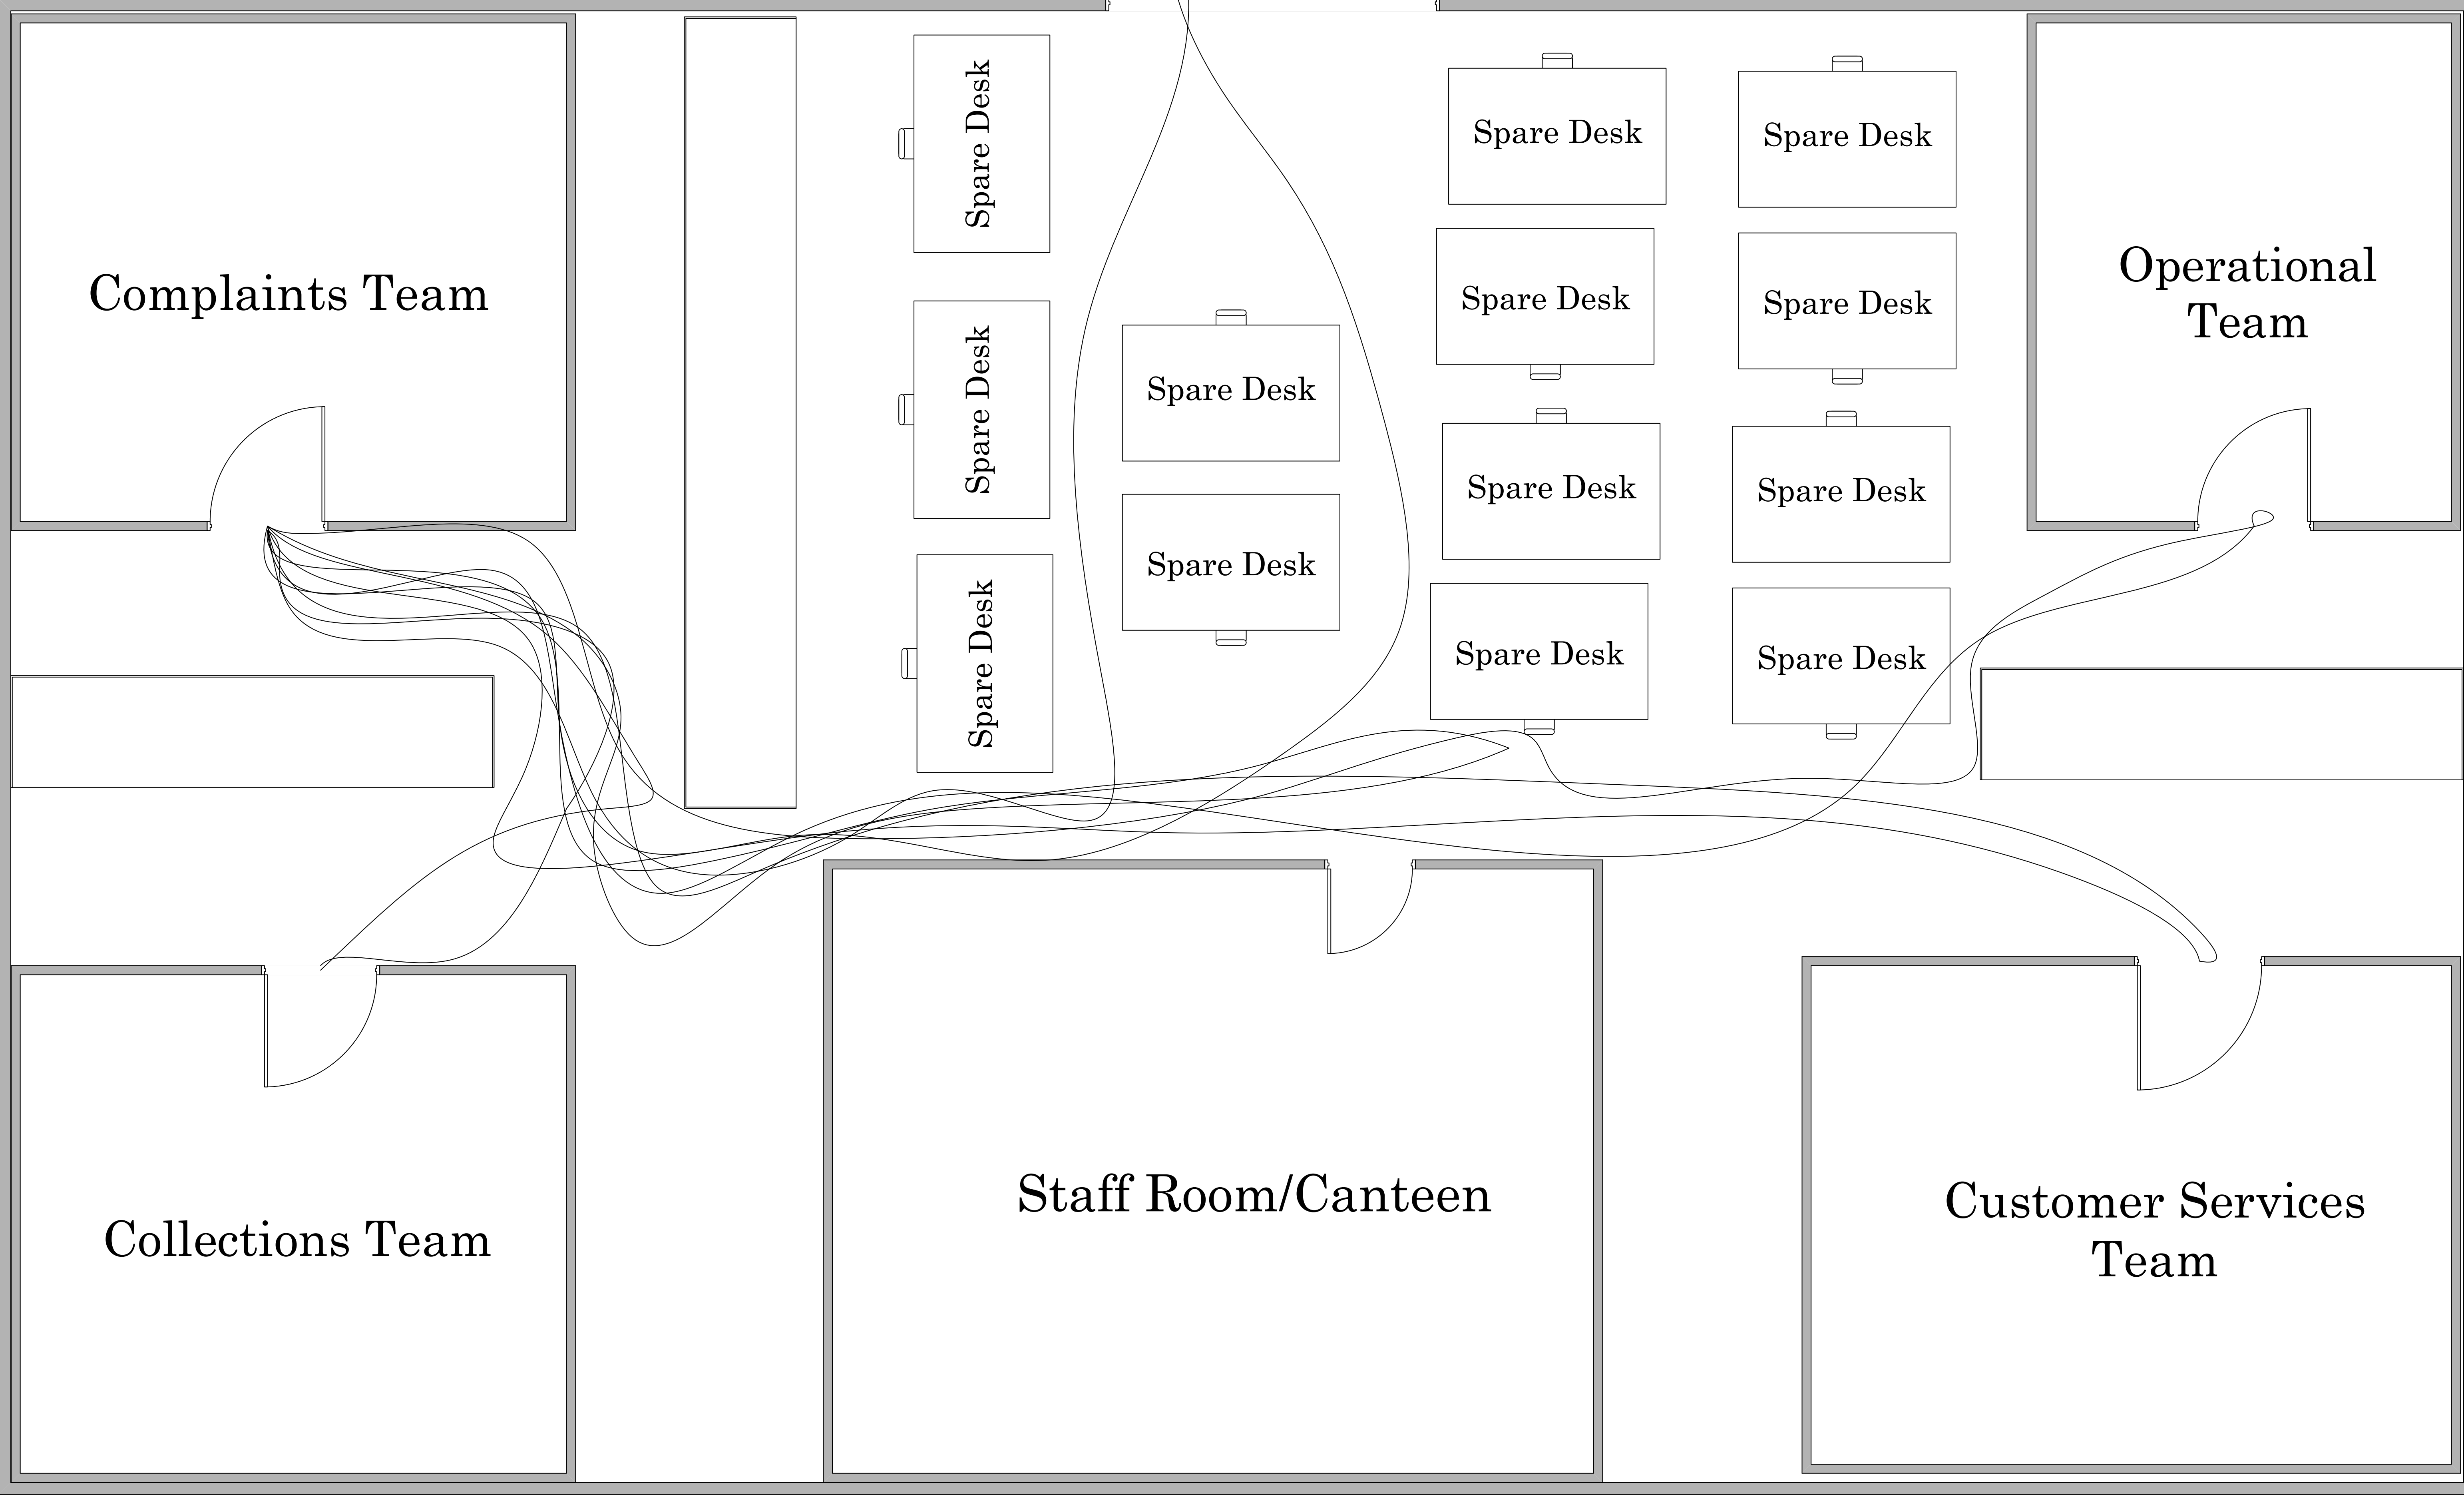 Complaints Team
Spare Desk
Spare Desk
Spare Desk
Spare Desk
Spare Desk
Spare Desk
Spare Desk
Spare Desk
Spare Desk
Spare Desk
Spare Desk
Spare Desk
Spare Desk
Operational
Team
Collections Team
Staff Room/Canteen
Customer Services
Team